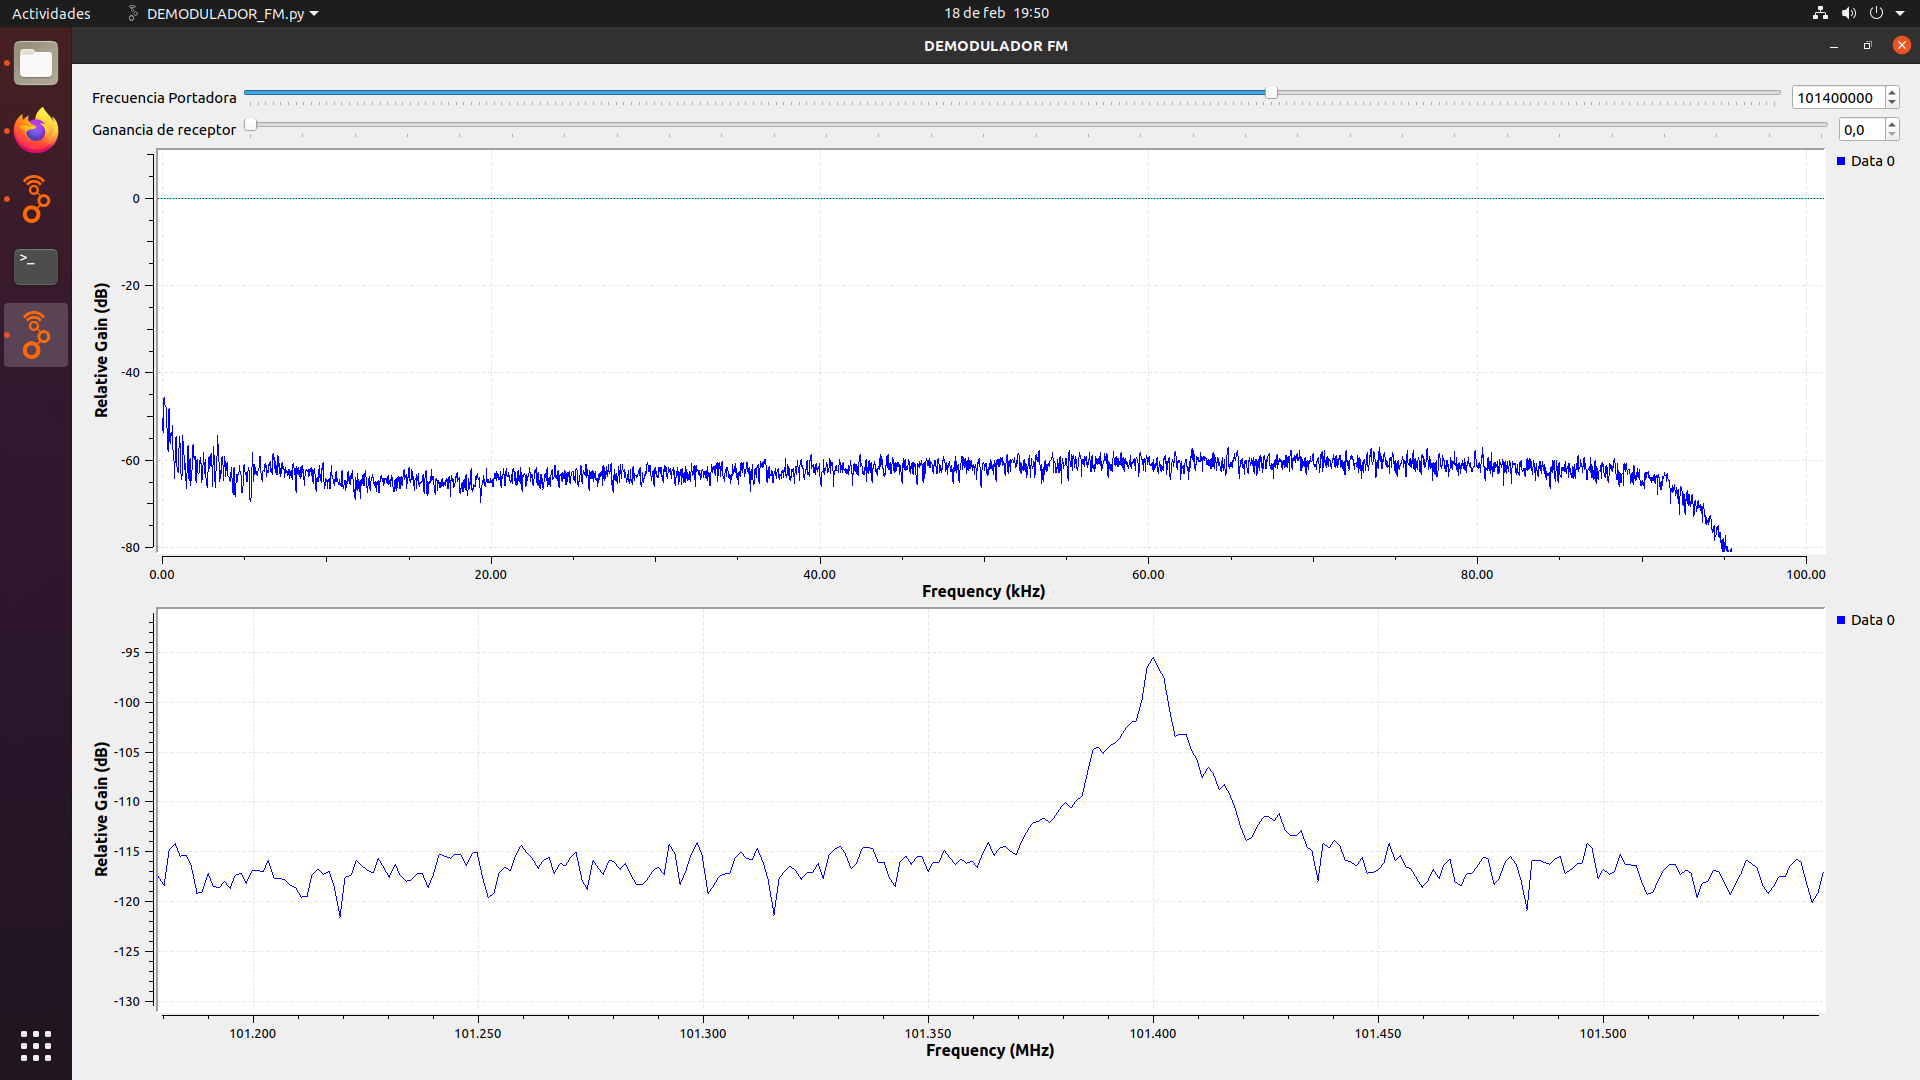 Actividades DEMODULADOR_FM.py 18 de feb 19:50
DEMODULADOR FM
Frecuencia Portadora 101400000
Ganancia de receptor 0,0
Data 0
0
-20
-40
-60
-80
Relative Gain (dB)
0.00 20.00 40.00 60.00 80.00 100.00
Frequency (kHz)
Data 0
-95
-100
-105
-110
-115
-120
-125
-130
Relative Gain (dB)
101.200 101.250 101.300 101.350 101.400 101.450 101.500
Frequency (MHz)
>_